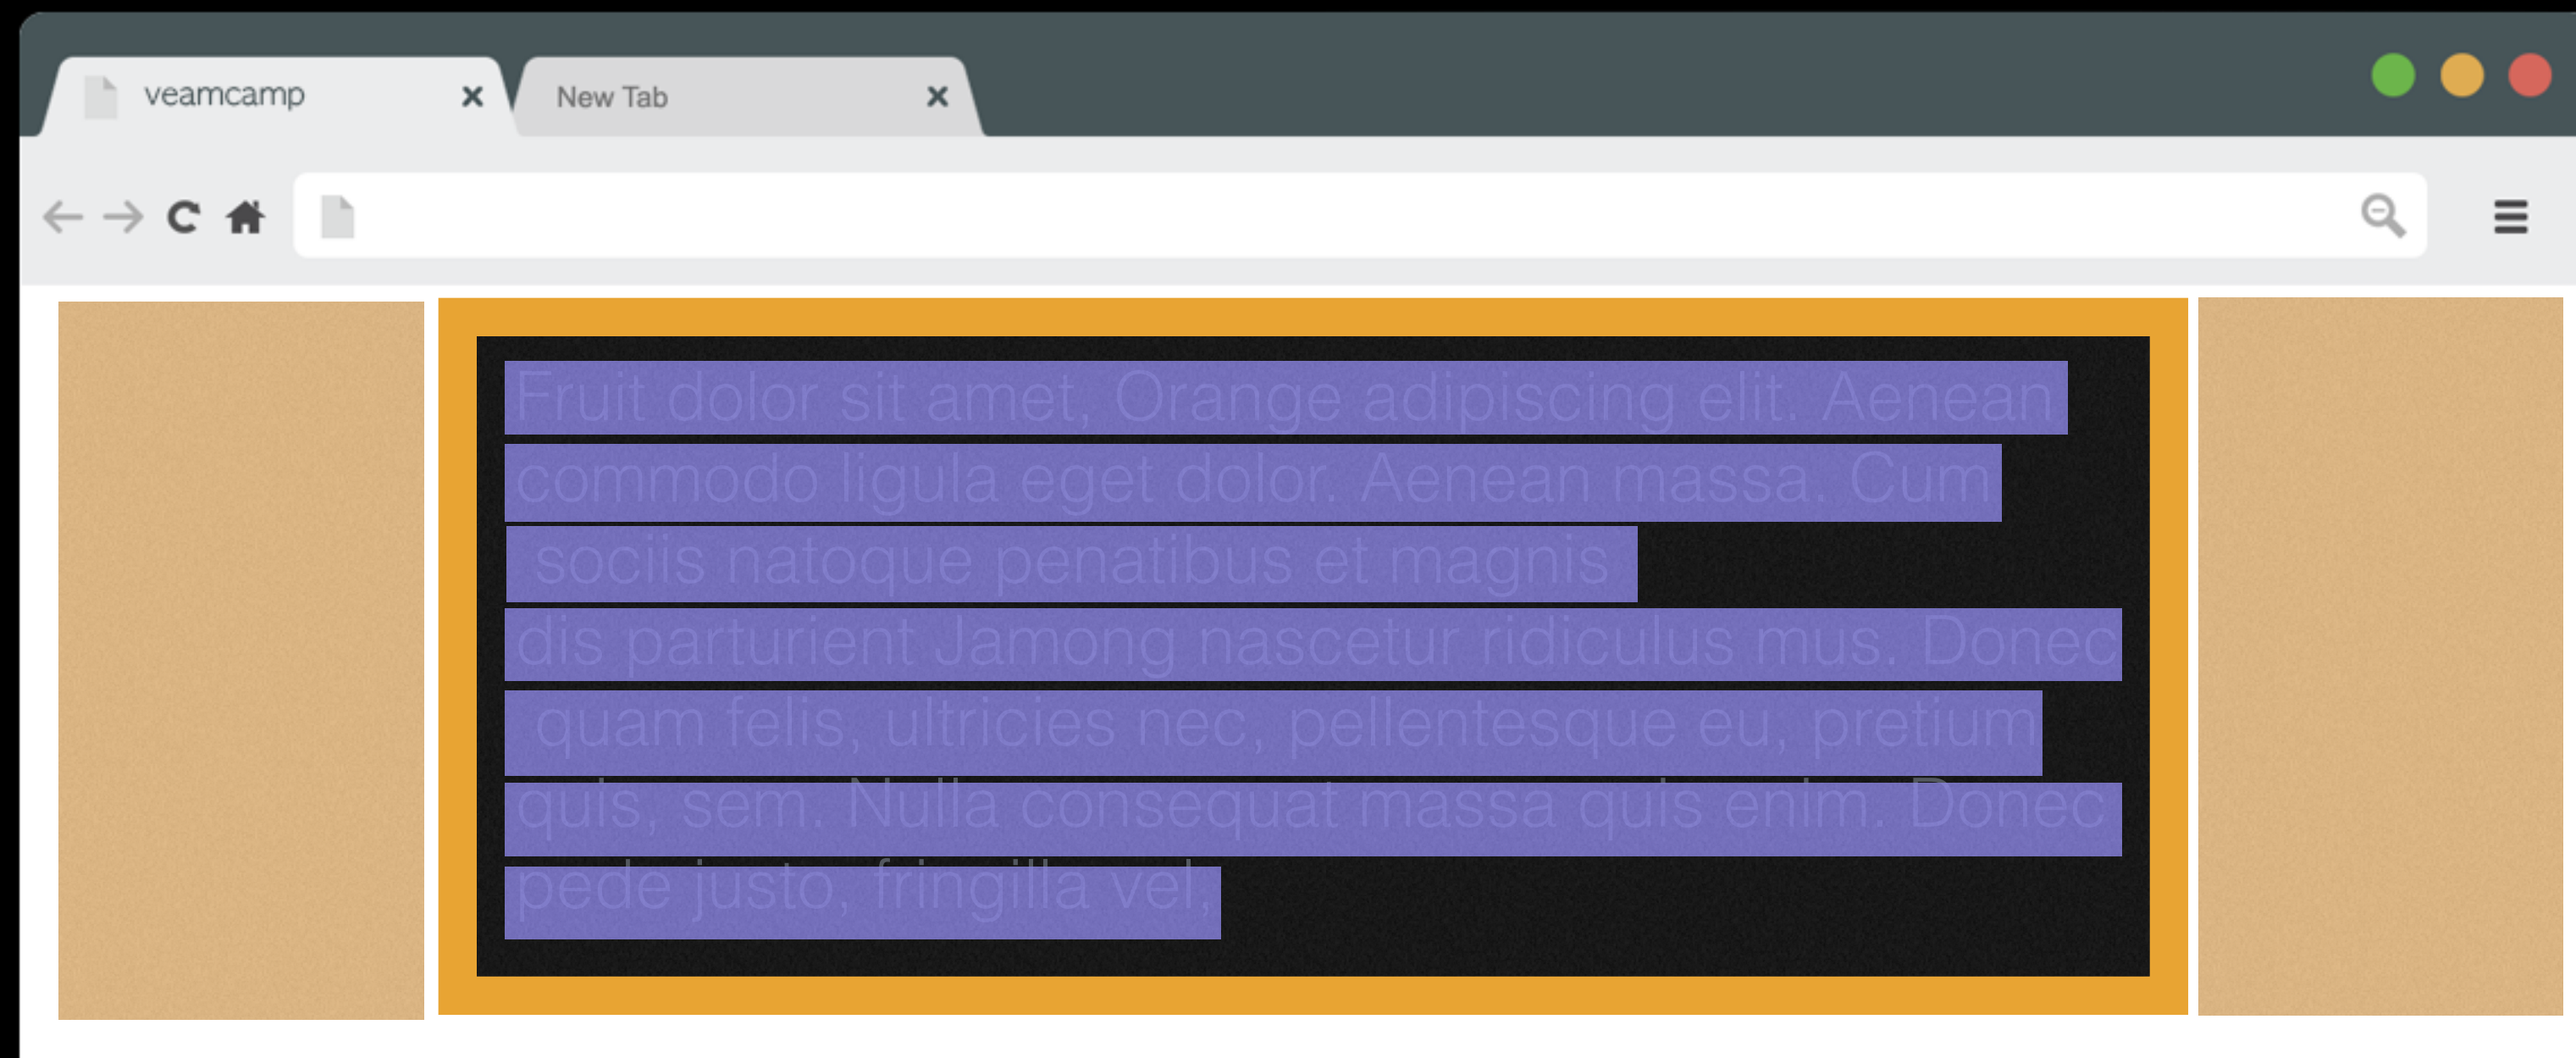 veamcamp
New Tab
Fruit dolor sit amet, Orange adipiscing elit. Aenean
commodo ligula eget dolor. Aenean massa. Cum
sociis natoque penatibus et magnis
dis parturient Jamong nascetur ridiculus mus. Donec
quam felis, ultricies nec, pellentesque eu, pretium
quis, sem. Nulla consequat massa quis enim. Donec
pede justo, fringilla vel,